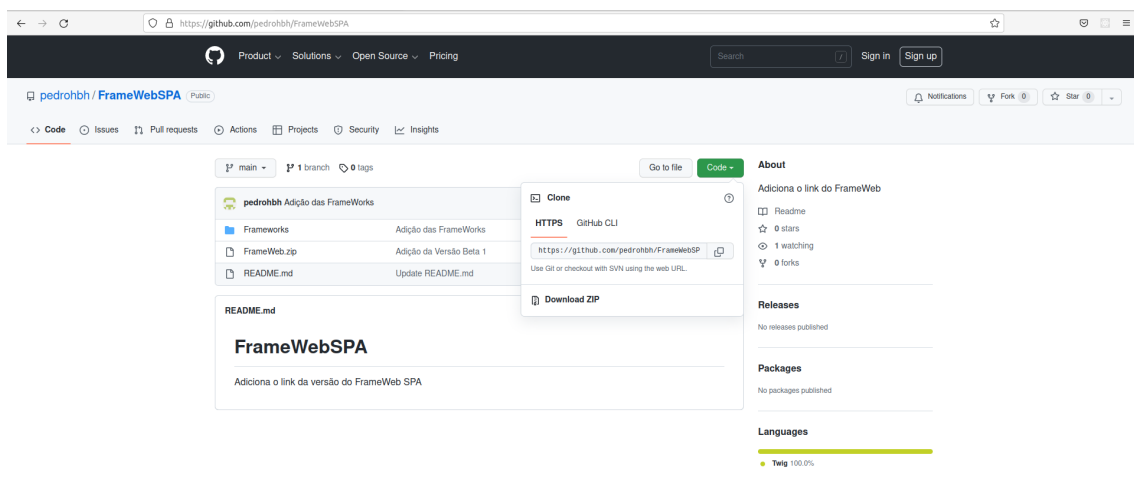 https://github.com/pedrohbh/FrameWebSPA
Product Solutions Open Source Pricing Search / Sign in Sign up
pedrohbh / FrameWebSPA Public Notifications Fork 0 Star 0
<> Code Issues Pull requests Actions Projects Security Insights
main 1 branch 0 tags Go to file Code
pedrohbh Adição das FrameWorks
Frameworks Adição das FrameWorks
FrameWeb.zip Adição da Versão Beta 1
README.md Update README.md
Clone
HTTPS GitHub CLI
https://github.com/pedrohbh/FrameWebSP
Use Git or checkout with SVN using the web URL.
Download ZIP
README.md
FrameWebSPA
Adiciona o link da versão do FrameWeb SPA
About
Adiciona o link do FrameWeb
Readme
0 stars
1 watching
0 forks
Releases
No releases published
Packages
No packages published
Languages
Twig 100.0%